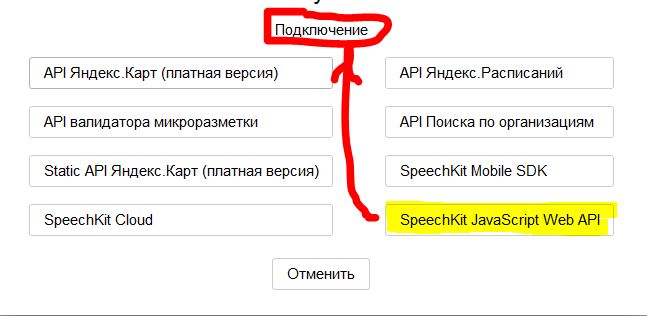 Подключение
API Яндекс.Карт (платная версия)
API Яндекс.Расписаний
API валидатора микроразметки
API Поиска по организациям
Static API Яндекс.Карт (платная версия)
SpeechKit Mobile SDK
SpeechKit Cloud
SpeechKit JavaScript Web API
Отменить